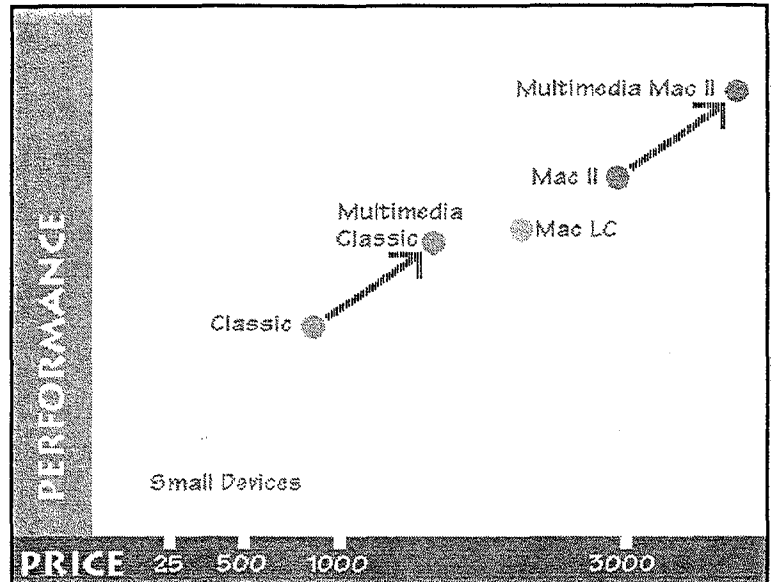 Multimedia Mac II
Mac II
Multimedia
Classic
Mac LC
Classic
Small Devices
PERFORMANCE
PRICE 25 500 1000 3000